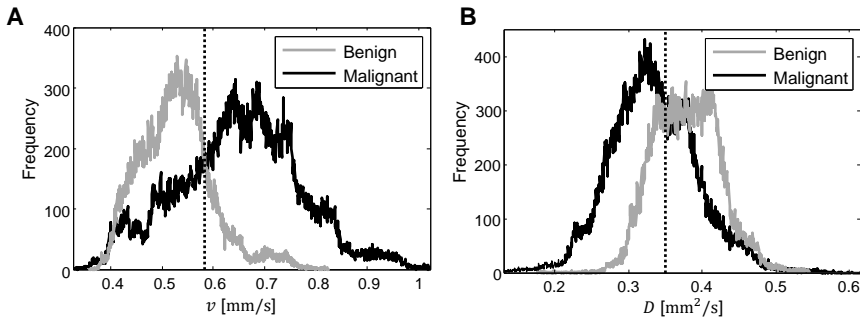 A
400
300
200
100
0
Frequency
0.4 0.5 0.6 0.7 0.8 0.9 1
v [mm/s]
Benign
Malignant
B
500
400
300
200
100
0
Frequency
0.2 0.3 0.4 0.5 0.6
D [mm²/s]
Benign
Malignant